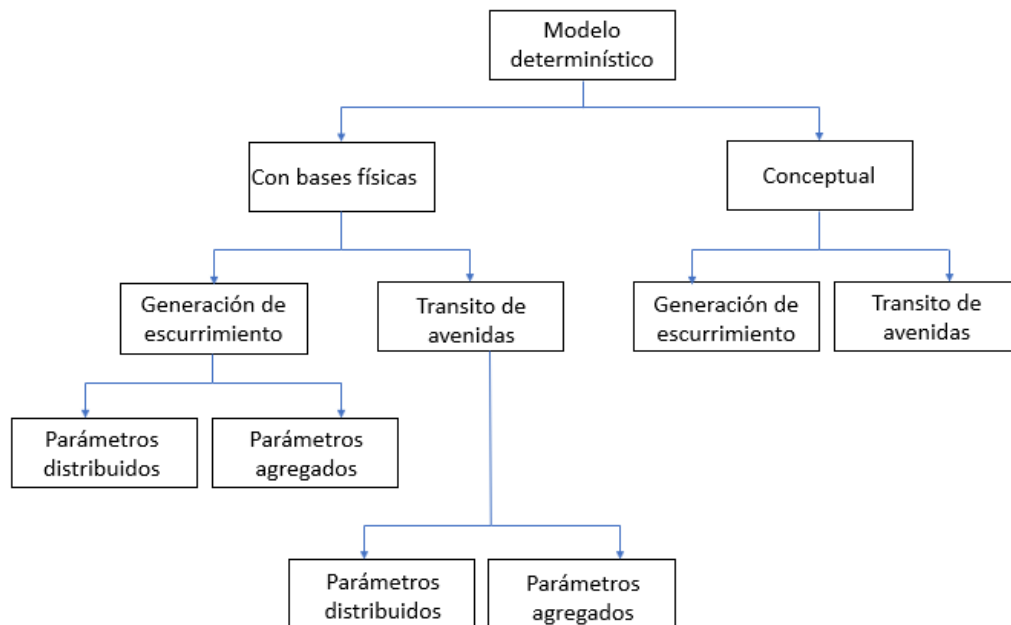 Modelo
determinístico
Con bases físicas
Conceptual
Generación de
escurrimiento
Transito de
avenidas
Generación de
escurrimiento
Transito de
avenidas
Parámetros
distribuidos
Parámetros
agregados
Parámetros
distribuidos
Parámetros
agregados